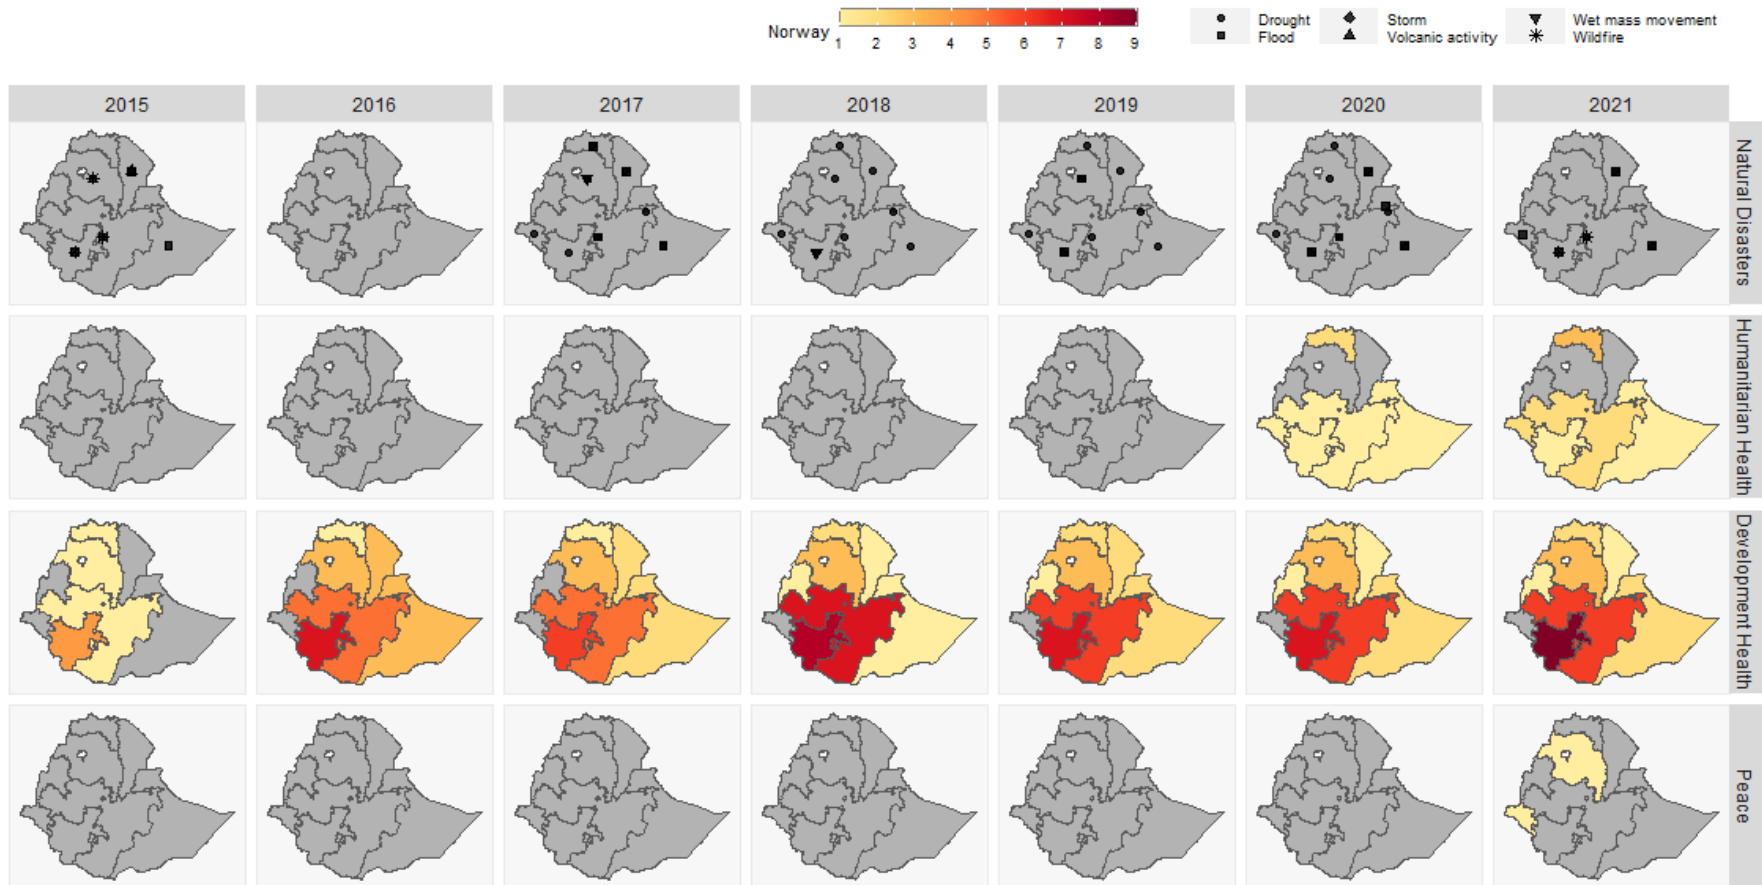 Norway
1 2 3 4 5 6 7 8 9
Drought Storm Wet mass movement
Flood Volcanic activity Wildfire
2015 2016 2017 2018 2019 2020 2021
Natural Disasters
Humanitarian Health
Development Health
Peace